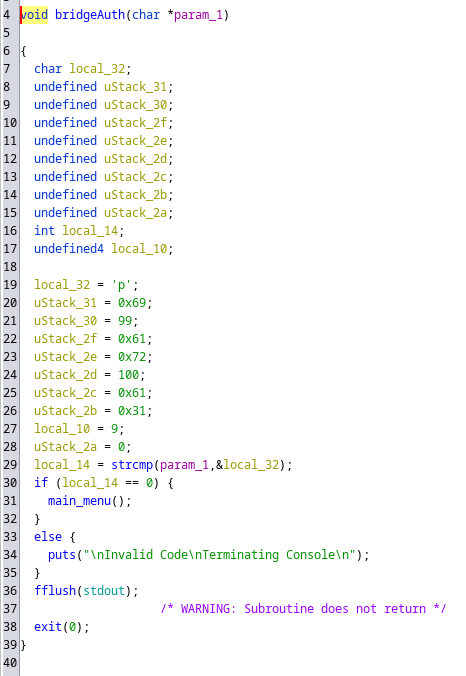 4 void bridgeAuth(char *param_1)
5
6 {
7 char local_32;
8 undefined uStack_31;
9 undefined uStack_30;
10 undefined uStack_2f;
11 undefined uStack_2e;
12 undefined uStack_2d;
13 undefined uStack_2c;
14 undefined uStack_2b;
15 undefined uStack_2a;
16 int local_14;
17 undefined4 local_10;
18
19 local_32 = 'p';
20 uStack_31 = 0x69;
21 uStack_30 = 99;
22 uStack_2f = 0x61;
23 uStack_2e = 0x72;
24 uStack_2d = 100;
25 uStack_2c = 0x61;
26 uStack_2b = 0x31;
27 local_10 = 9;
28 uStack_2a = 0;
29 local_14 = strcmp(param_1,&local_32);
30 if (local_14 == 0) {
31 main_menu();
32 }
33 else {
34 puts("\nInvalid Code\nTerminating Console\n");
35 }
36 fflush(stdout);
37 /* WARNING: Subroutine does not return */
38 exit(0);
39 }
40